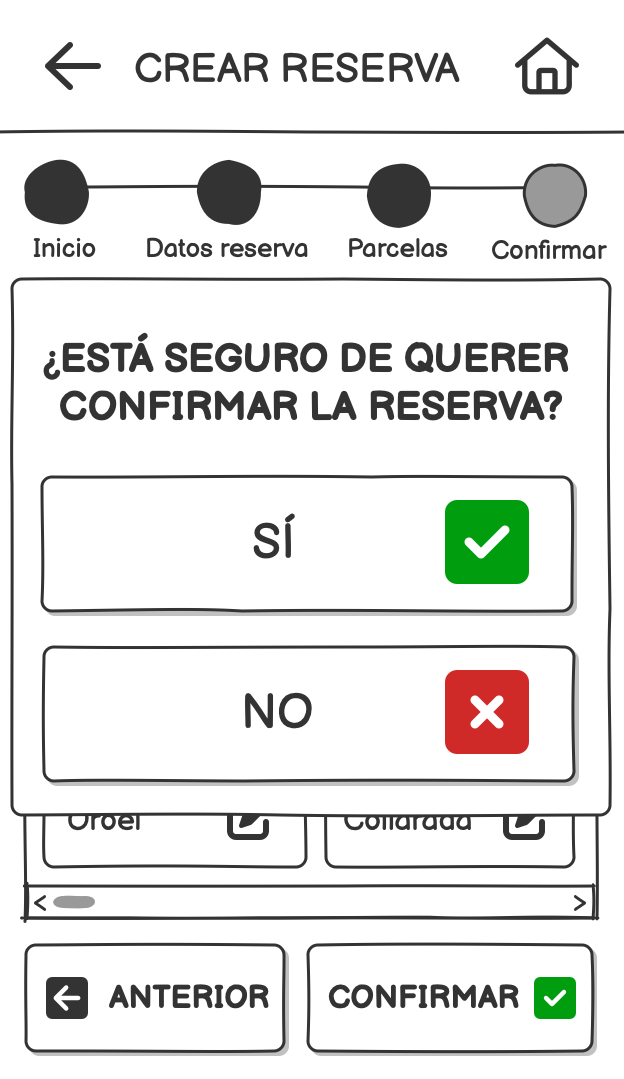 CREAR RESERVA
Inicio Datos reserva Parcelas Confirmar
¿ESTÁ SEGURO DE QUERER
CONFIRMAR LA RESERVA?
SÍ
NO
Oroel Collarada
ANTERIOR CONFIRMAR